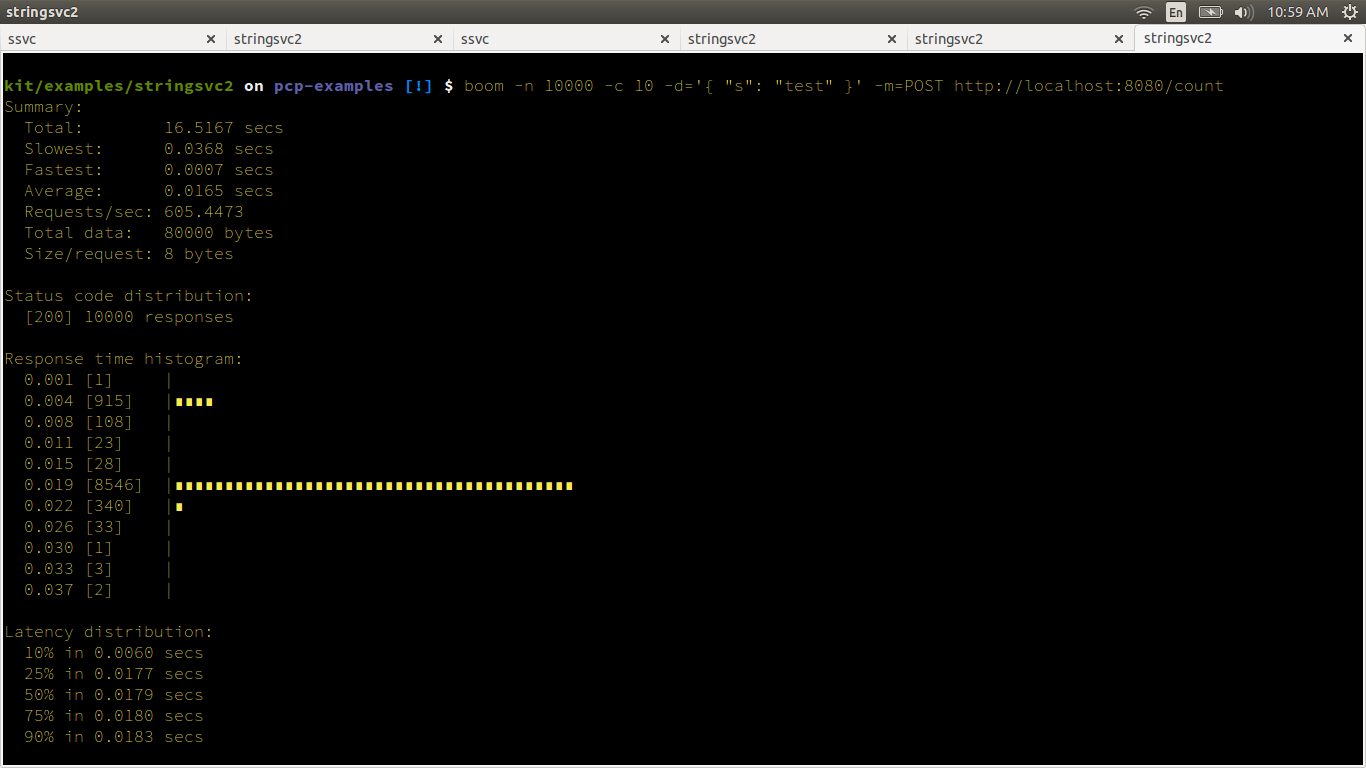 stringsvc2
En
10:59 AM
ssvc × stringsvc2 × ssvc × stringsvc2 × stringsvc2 × stringsvc2 ×
kit/examples/stringsvc2 on pcp-examples [!] $ boom -n 10000 -c 10 -d='{ "s": "test" }' -m=POST http://localhost:8080/count
Summary:
  Total:        16.5167 secs
  Slowest:      0.0368 secs
  Fastest:      0.0007 secs
  Average:      0.0165 secs
  Requests/sec: 605.4473
  Total data:   80000 bytes
  Size/request: 8 bytes

Status code distribution:
  [200] 10000 responses

Response time histogram:
  0.001 [1]     |
  0.004 [915]   |∎∎∎∎
  0.008 [108]   |
  0.011 [23]    |
  0.015 [28]    |
  0.019 [8546]  |∎∎∎∎∎∎∎∎∎∎∎∎∎∎∎∎∎∎∎∎∎∎∎∎∎∎∎∎∎∎∎∎∎∎∎∎∎∎∎∎
  0.022 [340]   |∎
  0.026 [33]    |
  0.030 [1]     |
  0.033 [3]     |
  0.037 [2]     |

Latency distribution:
  10% in 0.0060 secs
  25% in 0.0177 secs
  50% in 0.0179 secs
  75% in 0.0180 secs
  90% in 0.0183 secs